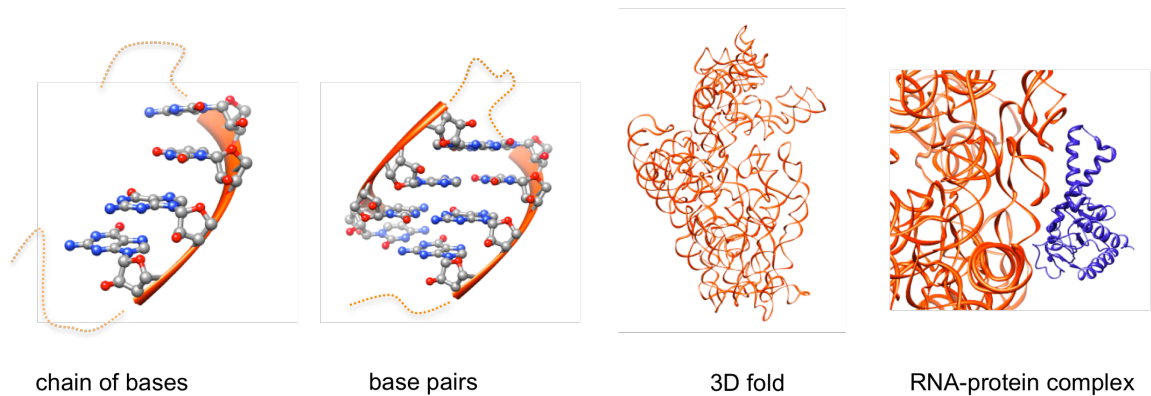 chain of bases
base pairs
3D fold
RNA-protein complex